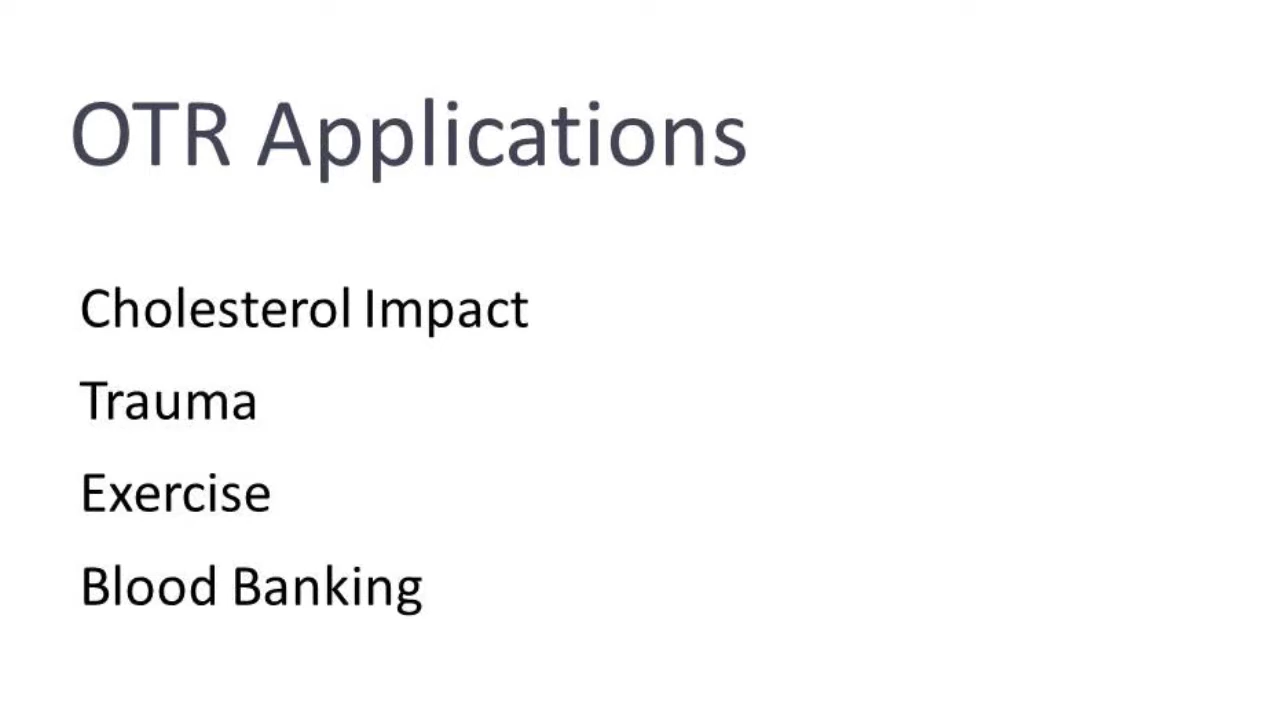 OTR Applications
Cholesterol Impact
Trauma
Exercise
Blood Banking